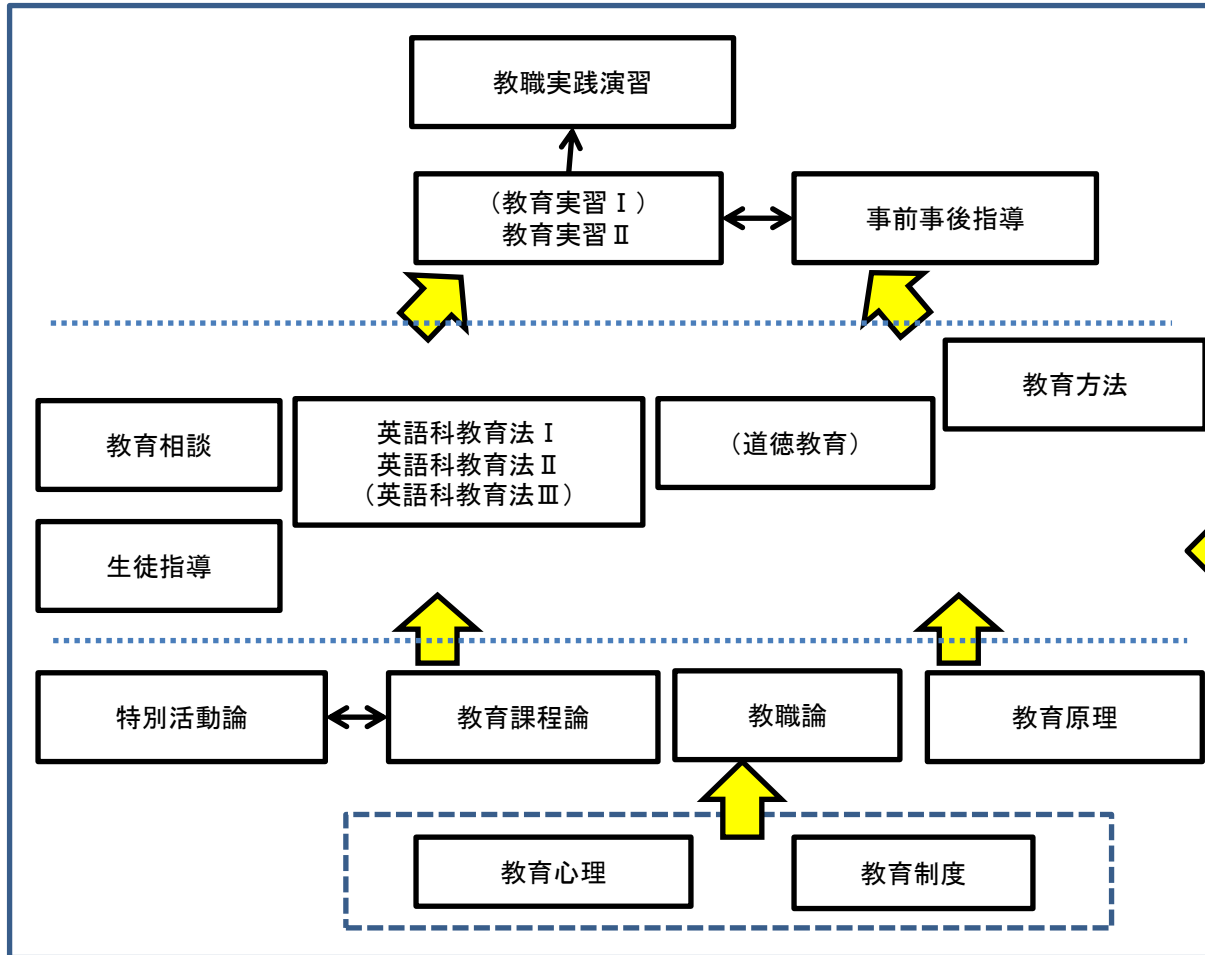 教職実践演習
（教育実習Ⅰ）
教育実習Ⅱ
事前事後指導
教育方法
教育相談
英語科教育法Ⅰ
英語科教育法Ⅱ
（英語科教育法Ⅲ）
（道徳教育）
生徒指導
特別活動論
教育課程論
教職論
教育原理
教育心理
教育制度